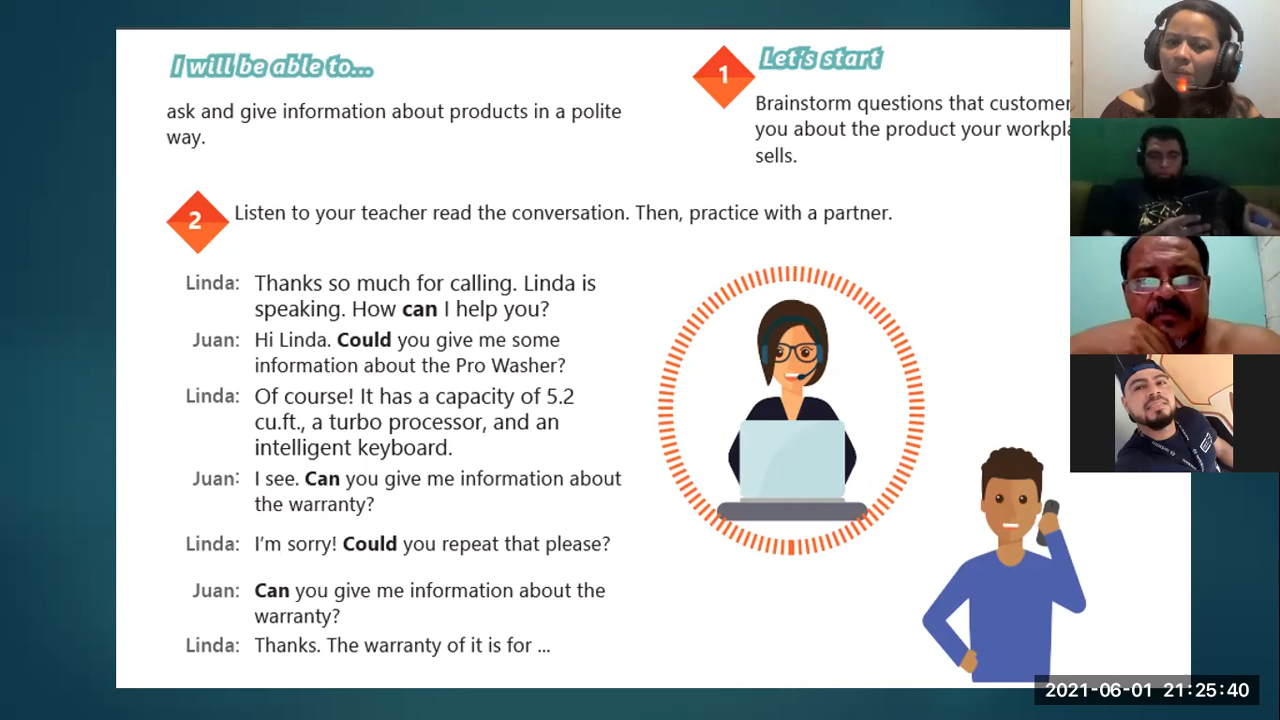 I will be able to...
ask and give information about products in a polite
way.
1
Let's start
Brainstorm questions that customer
you about the product your workpla
sells.
2
Listen to your teacher read the conversation. Then, practice with a partner.
Linda: Thanks so much for calling. Linda is
speaking. How can I help you?
Juan: Hi Linda. Could you give me some
information about the Pro Washer?
Linda: Of course! It has a capacity of 5.2
cu.ft., a turbo processor, and an
intelligent keyboard.
Juan: I see. Can you give me information about
the warranty?
Linda: I'm sorry! Could you repeat that please?
Juan: Can you give me information about the
warranty?
Linda: Thanks. The warranty of it is for ...
2021-06-01 21:25:40